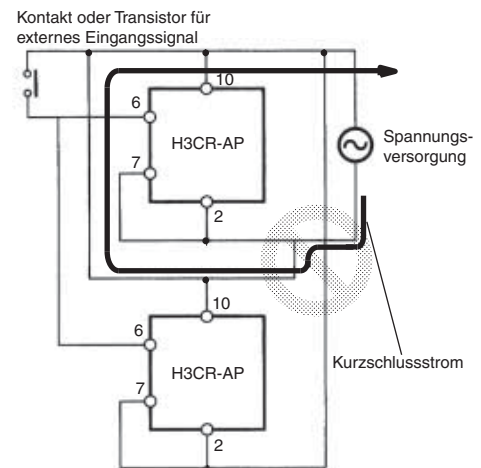 Kontakt oder Transistor für
externes Eingangssignal
10
6
H3CR-AP
7
2
Spannungs-
versorgung
10
6
H3CR-AP
7
2
Kurzschlussstrom